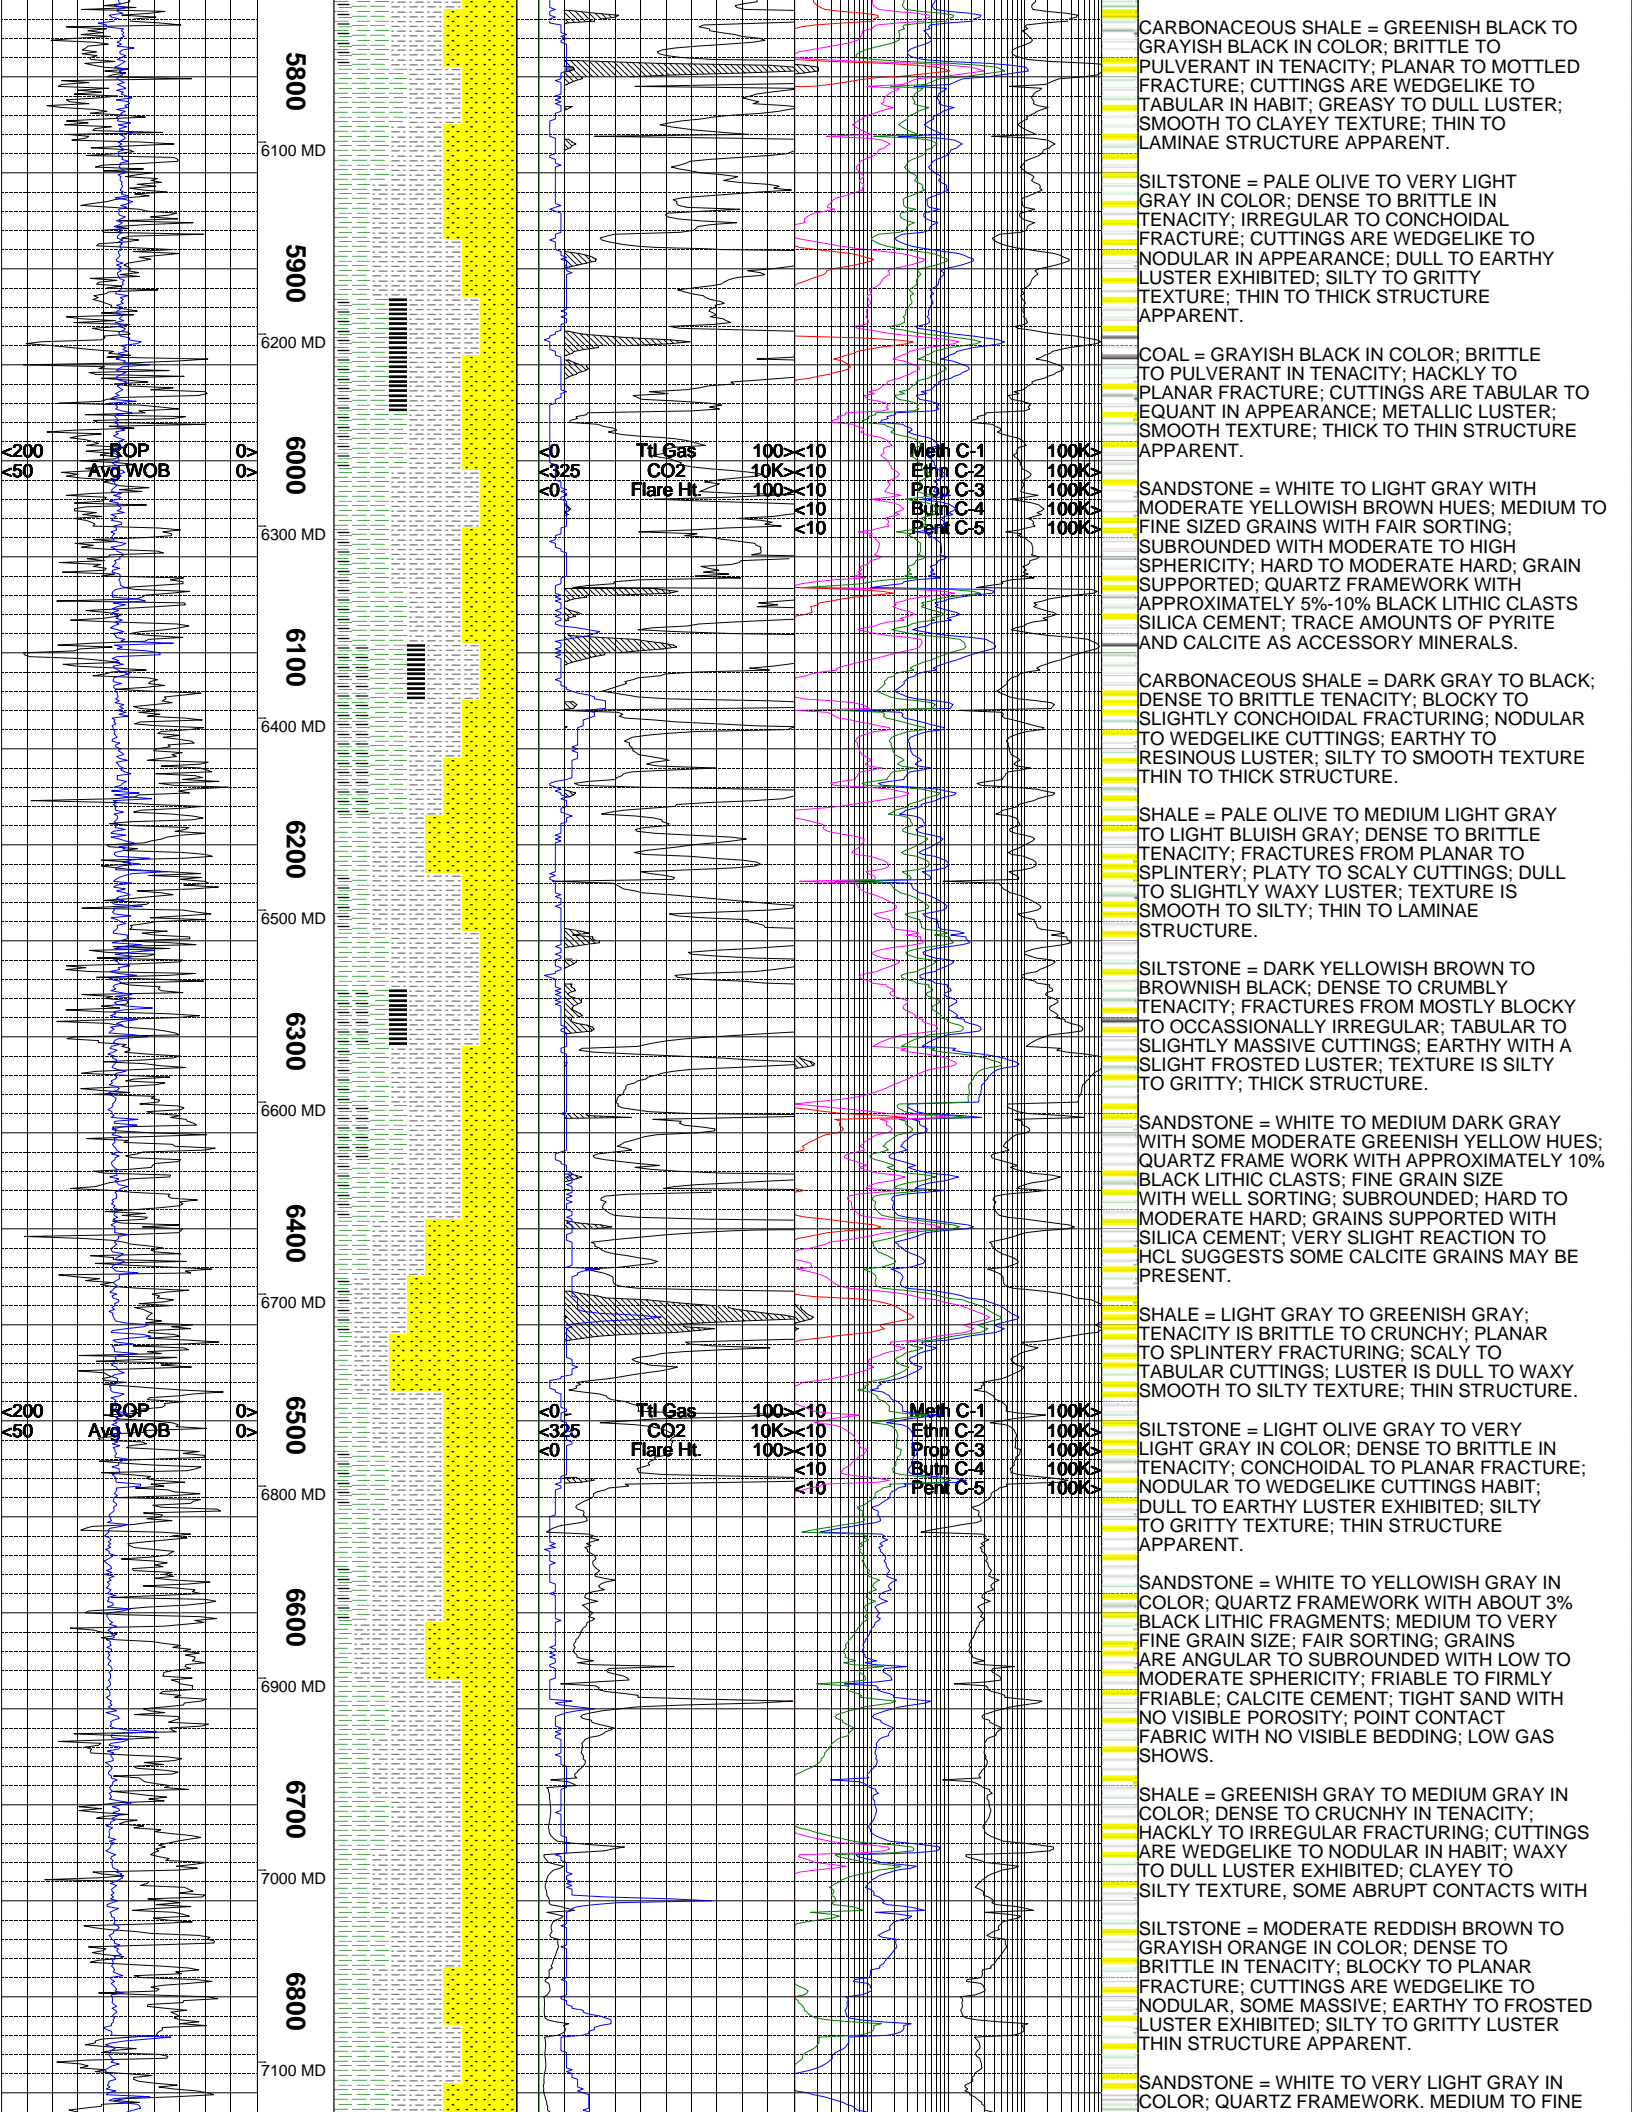 CARBONACEOUS SHALE = GREENISH BLACK TO
GRAYISH BLACK IN COLOR; BRITTLE TO
PULVERANT IN TENACITY; PLANAR TO MOTTLED
FRACTURE; CUTTINGS ARE WEDGELIKE TO
TABULAR IN HABIT; GREASY TO DULL LUSTER;
SMOOTH TO CLAYEY TEXTURE; THIN TO
LAMINAE STRUCTURE APPARENT.
SILTSTONE = PALE OLIVE TO VERY LIGHT
GRAY IN COLOR; DENSE TO BRITTLE IN
TENACITY; IRREGULAR TO CONCHOIDAL
FRACTURE; CUTTINGS ARE WEDGELIKE TO
NODULAR IN APPEARANCE; DULL TO EARTHY
LUSTER EXHIBITED; SILTY TO GRITTY
TEXTURE; THIN TO THICK STRUCTURE
APPARENT.
COAL = GRAYISH BLACK IN COLOR; BRITTLE
TO PULVERANT IN TENACITY; HACKLY TO
PLANAR FRACTURE; CUTTINGS ARE TABULAR TO
EQUANT IN APPEARANCE; METALLIC LUSTER;
SMOOTH TEXTURE; THICK TO THIN STRUCTURE
APPARENT.
SANDSTONE = WHITE TO LIGHT GRAY WITH
MODERATE YELLOWISH BROWN HUES; MEDIUM TO
FINE SIZED GRAINS WITH FAIR SORTING;
SUBROUNDED WITH MODERATE TO HIGH
SPHERICITY; HARD TO MODERATE HARD; GRAIN
SUPPORTED; QUARTZ FRAMEWORK WITH
APPROXIMATELY 5%-10% BLACK LITHIC CLASTS
SILICA CEMENT; TRACE AMOUNTS OF PYRITE
AND CALCITE AS ACCESSORY MINERALS.
CARBONACEOUS SHALE = DARK GRAY TO BLACK;
DENSE TO BRITTLE TENACITY; BLOCKY TO
SLIGHTLY CONCHOIDAL FRACTURING; NODULAR
TO WEDGELIKE CUTTINGS; EARTHY TO
RESINOUS LUSTER; SILTY TO SMOOTH TEXTURE
THIN TO THICK STRUCTURE.
SHALE = PALE OLIVE TO MEDIUM LIGHT GRAY
TO LIGHT BLUISH GRAY; DENSE TO BRITTLE
TENACITY; FRACTURES FROM PLANAR TO
SPLINTERY; PLATY TO SCALY CUTTINGS; DULL
TO SLIGHTLY WAXY LUSTER; TEXTURE IS
SMOOTH TO SILTY; THIN TO LAMINAE
STRUCTURE.
SILTSTONE = DARK YELLOWISH BROWN TO
BROWNISH BLACK; DENSE TO CRUMBLY
TENACITY; FRACTURES FROM MOSTLY BLOCKY
TO OCCASSIONALLY IRREGULAR; TABULAR TO
SLIGHTLY MASSIVE CUTTINGS; EARTHY WITH A
SLIGHT FROSTED LUSTER; TEXTURE IS SILTY
TO GRITTY; THICK STRUCTURE.
SANDSTONE = WHITE TO MEDIUM DARK GRAY
WITH SOME MODERATE GREENISH YELLOW HUES;
QUARTZ FRAME WORK WITH APPROXIMATELY 10%
BLACK LITHIC CLASTS; FINE GRAIN SIZE
WITH WELL SORTING; SUBROUNDED; HARD TO
MODERATE HARD; GRAINS SUPPORTED WITH
SILICA CEMENT; VERY SLIGHT REACTION TO
HCL SUGGESTS SOME CALCITE GRAINS MAY BE
PRESENT.
SHALE = LIGHT GRAY TO GREENISH GRAY;
TENACITY IS BRITTLE TO CRUNCHY; PLANAR
TO SPLINTERY FRACTURING; SCALY TO
TABULAR CUTTINGS; LUSTER IS DULL TO WAXY
SMOOTH TO SILTY TEXTURE; THIN STRUCTURE.
SILTSTONE = LIGHT OLIVE GRAY TO VERY
LIGHT GRAY IN COLOR; DENSE TO BRITTLE IN
TENACITY; CONCHOIDAL TO PLANAR FRACTURE;
NODULAR TO WEDGELIKE CUTTINGS HABIT;
DULL TO EARTHY LUSTER EXHIBITED; SILTY
TO GRITTY TEXTURE; THIN STRUCTURE
APPARENT.
SANDSTONE = WHITE TO YELLOWISH GRAY IN
COLOR; QUARTZ FRAMEWORK WITH ABOUT 3%
BLACK LITHIC FRAGMENTS; MEDIUM TO VERY
FINE GRAIN SIZE; FAIR SORTING; GRAINS
ARE ANGULAR TO SUBROUNDED WITH LOW TO
MODERATE SPHERICITY; FRIABLE TO FIRMLY
FRIABLE; CALCITE CEMENT; TIGHT SAND WITH
NO VISIBLE POROSITY; POINT CONTACT
FABRIC WITH NO VISIBLE BEDDING; LOW GAS
SHOWS.
SHALE = GREENISH GRAY TO MEDIUM GRAY IN
COLOR; DENSE TO CRUCNHY IN TENACITY;
HACKLY TO IRREGULAR FRACTURING; CUTTINGS
ARE WEDGELIKE TO NODULAR IN HABIT; WAXY
TO DULL LUSTER EXHIBITED; CLAYEY TO
SILTY TEXTURE, SOME ABRUPT CONTACTS WITH
SILTSTONE = MODERATE REDDISH BROWN TO
GRAYISH ORANGE IN COLOR; DENSE TO
BRITTLE IN TENACITY; BLOCKY TO PLANAR
FRACTURE; CUTTINGS ARE WEDGELIKE TO
NODULAR, SOME MASSIVE; EARTHY TO FROSTED
LUSTER EXHIBITED; SILTY TO GRITTY LUSTER
THIN STRUCTURE APPARENT.
SANDSTONE = WHITE TO VERY LIGHT GRAY IN
COLOR; QUARTZ FRAMEWORK. MEDIUM TO FINE
5800
6100 MD
5900
6200 MD
6000
<200 ROP 0>
<50 Avg WOB 0>
<0 Ttl Gas 100>
<325 CO2 10K>
<0 Flare Ht. 100>
<10 Meth C-1 100K>
<10 Ethn C-2 100K>
<10 Prop C-3 100K>
<10 Butn C-4 100K>
<10 Pent C-5 100K>
6300 MD
6100
6400 MD
6200
6500 MD
6300
6600 MD
6400
6700 MD
6500
<200 ROP 0>
<50 Avg WOB 0>
<0 Ttl Gas 100>
<325 CO2 10K>
<0 Flare Ht. 100>
<10 Meth C-1 100K>
<10 Ethn C-2 100K>
<10 Prop C-3 100K>
<10 Butn C-4 100K>
<10 Pent C-5 100K>
6800 MD
6600
6900 MD
6700
7000 MD
6800
7100 MD